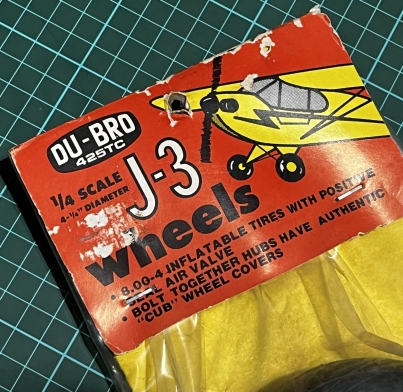 DU-BRO
425TC
1/4 SCALE
4-1/4" DIAMETER
J-3
wheels
• 8.00-4 INFLATABLE TIRES WITH POSITIVE
SEAL AIR VALVE
• BOLT TOGETHER HUBS HAVE AUTHENTIC
"CUB" WHEEL COVERS